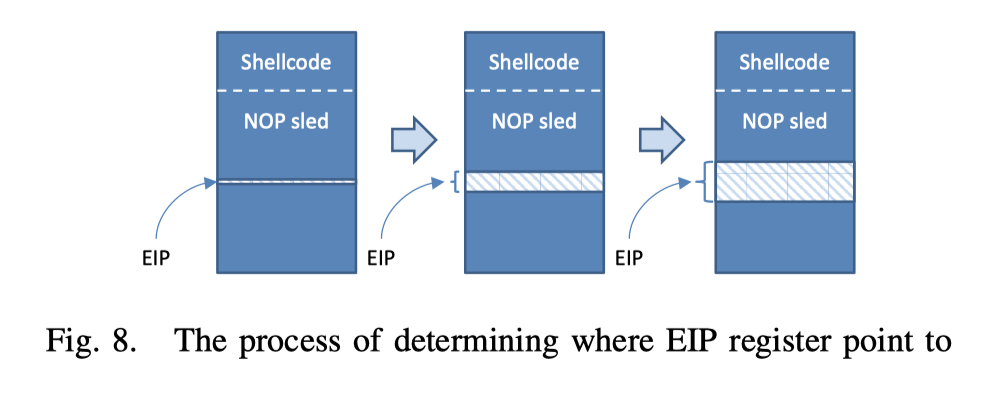 Shellcode Shellcode Shellcode
NOP sled NOP sled NOP sled
EIP EIP EIP
Fig. 8. The process of determining where EIP register point to